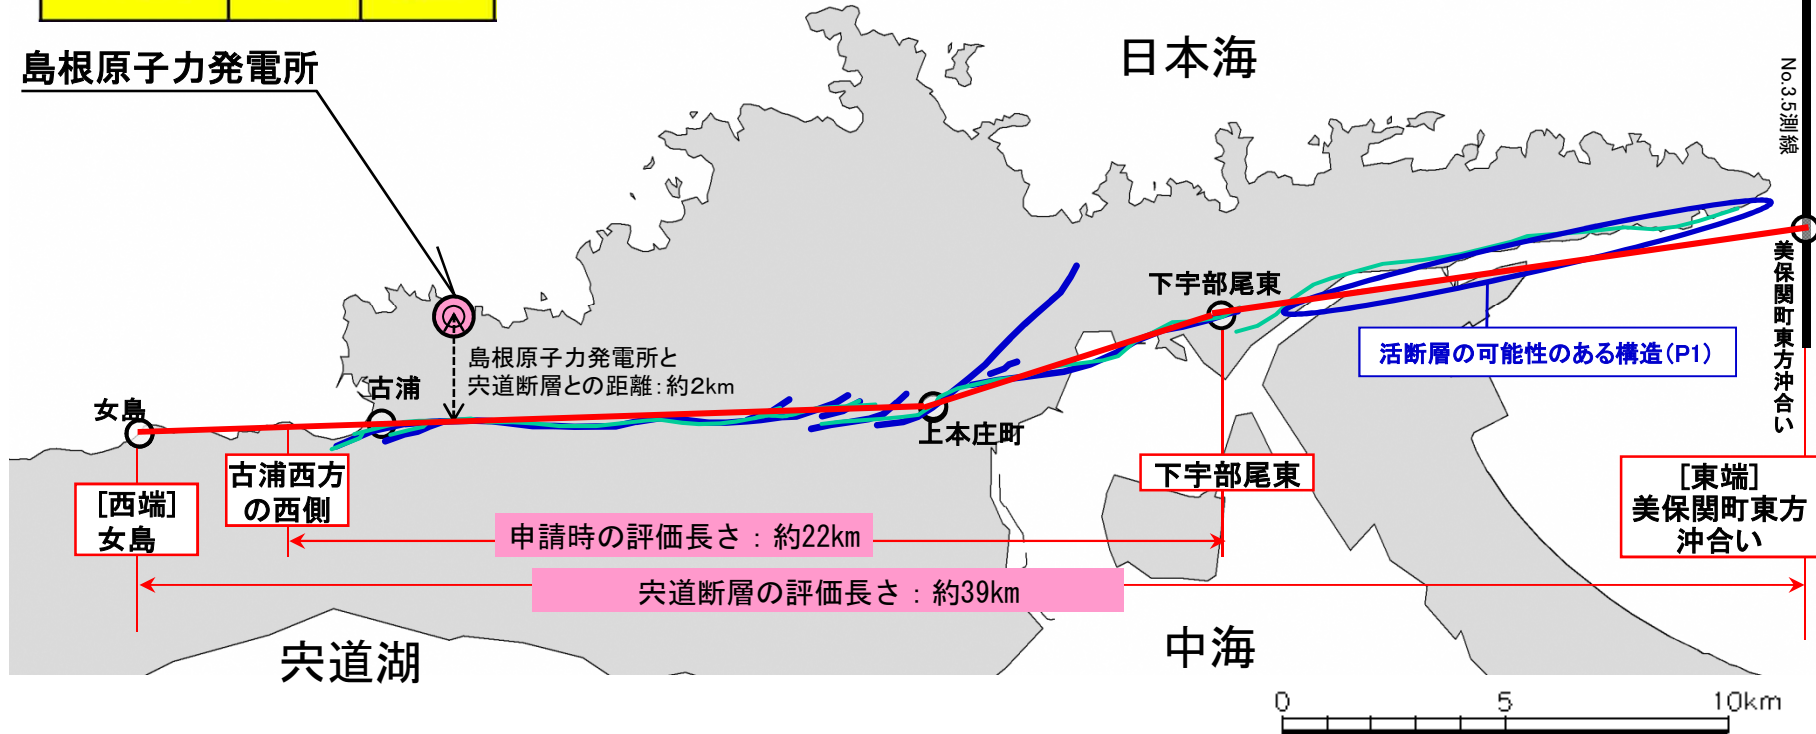 島根原子力発電所
日本海
No.3.5測線
美保関町東方沖合い
下宇部尾東
活断層の可能性のある構造(P1)
島根原子力発電所と
宍道断層との距離:約2km
古浦
女島
上本庄町
[西端]
女島
古浦西方
の西側
下宇部尾東
[東端]
美保関町東方
沖合い
申請時の評価長さ:約22km
宍道断層の評価長さ:約39km
宍道湖
中海
0 5 10km